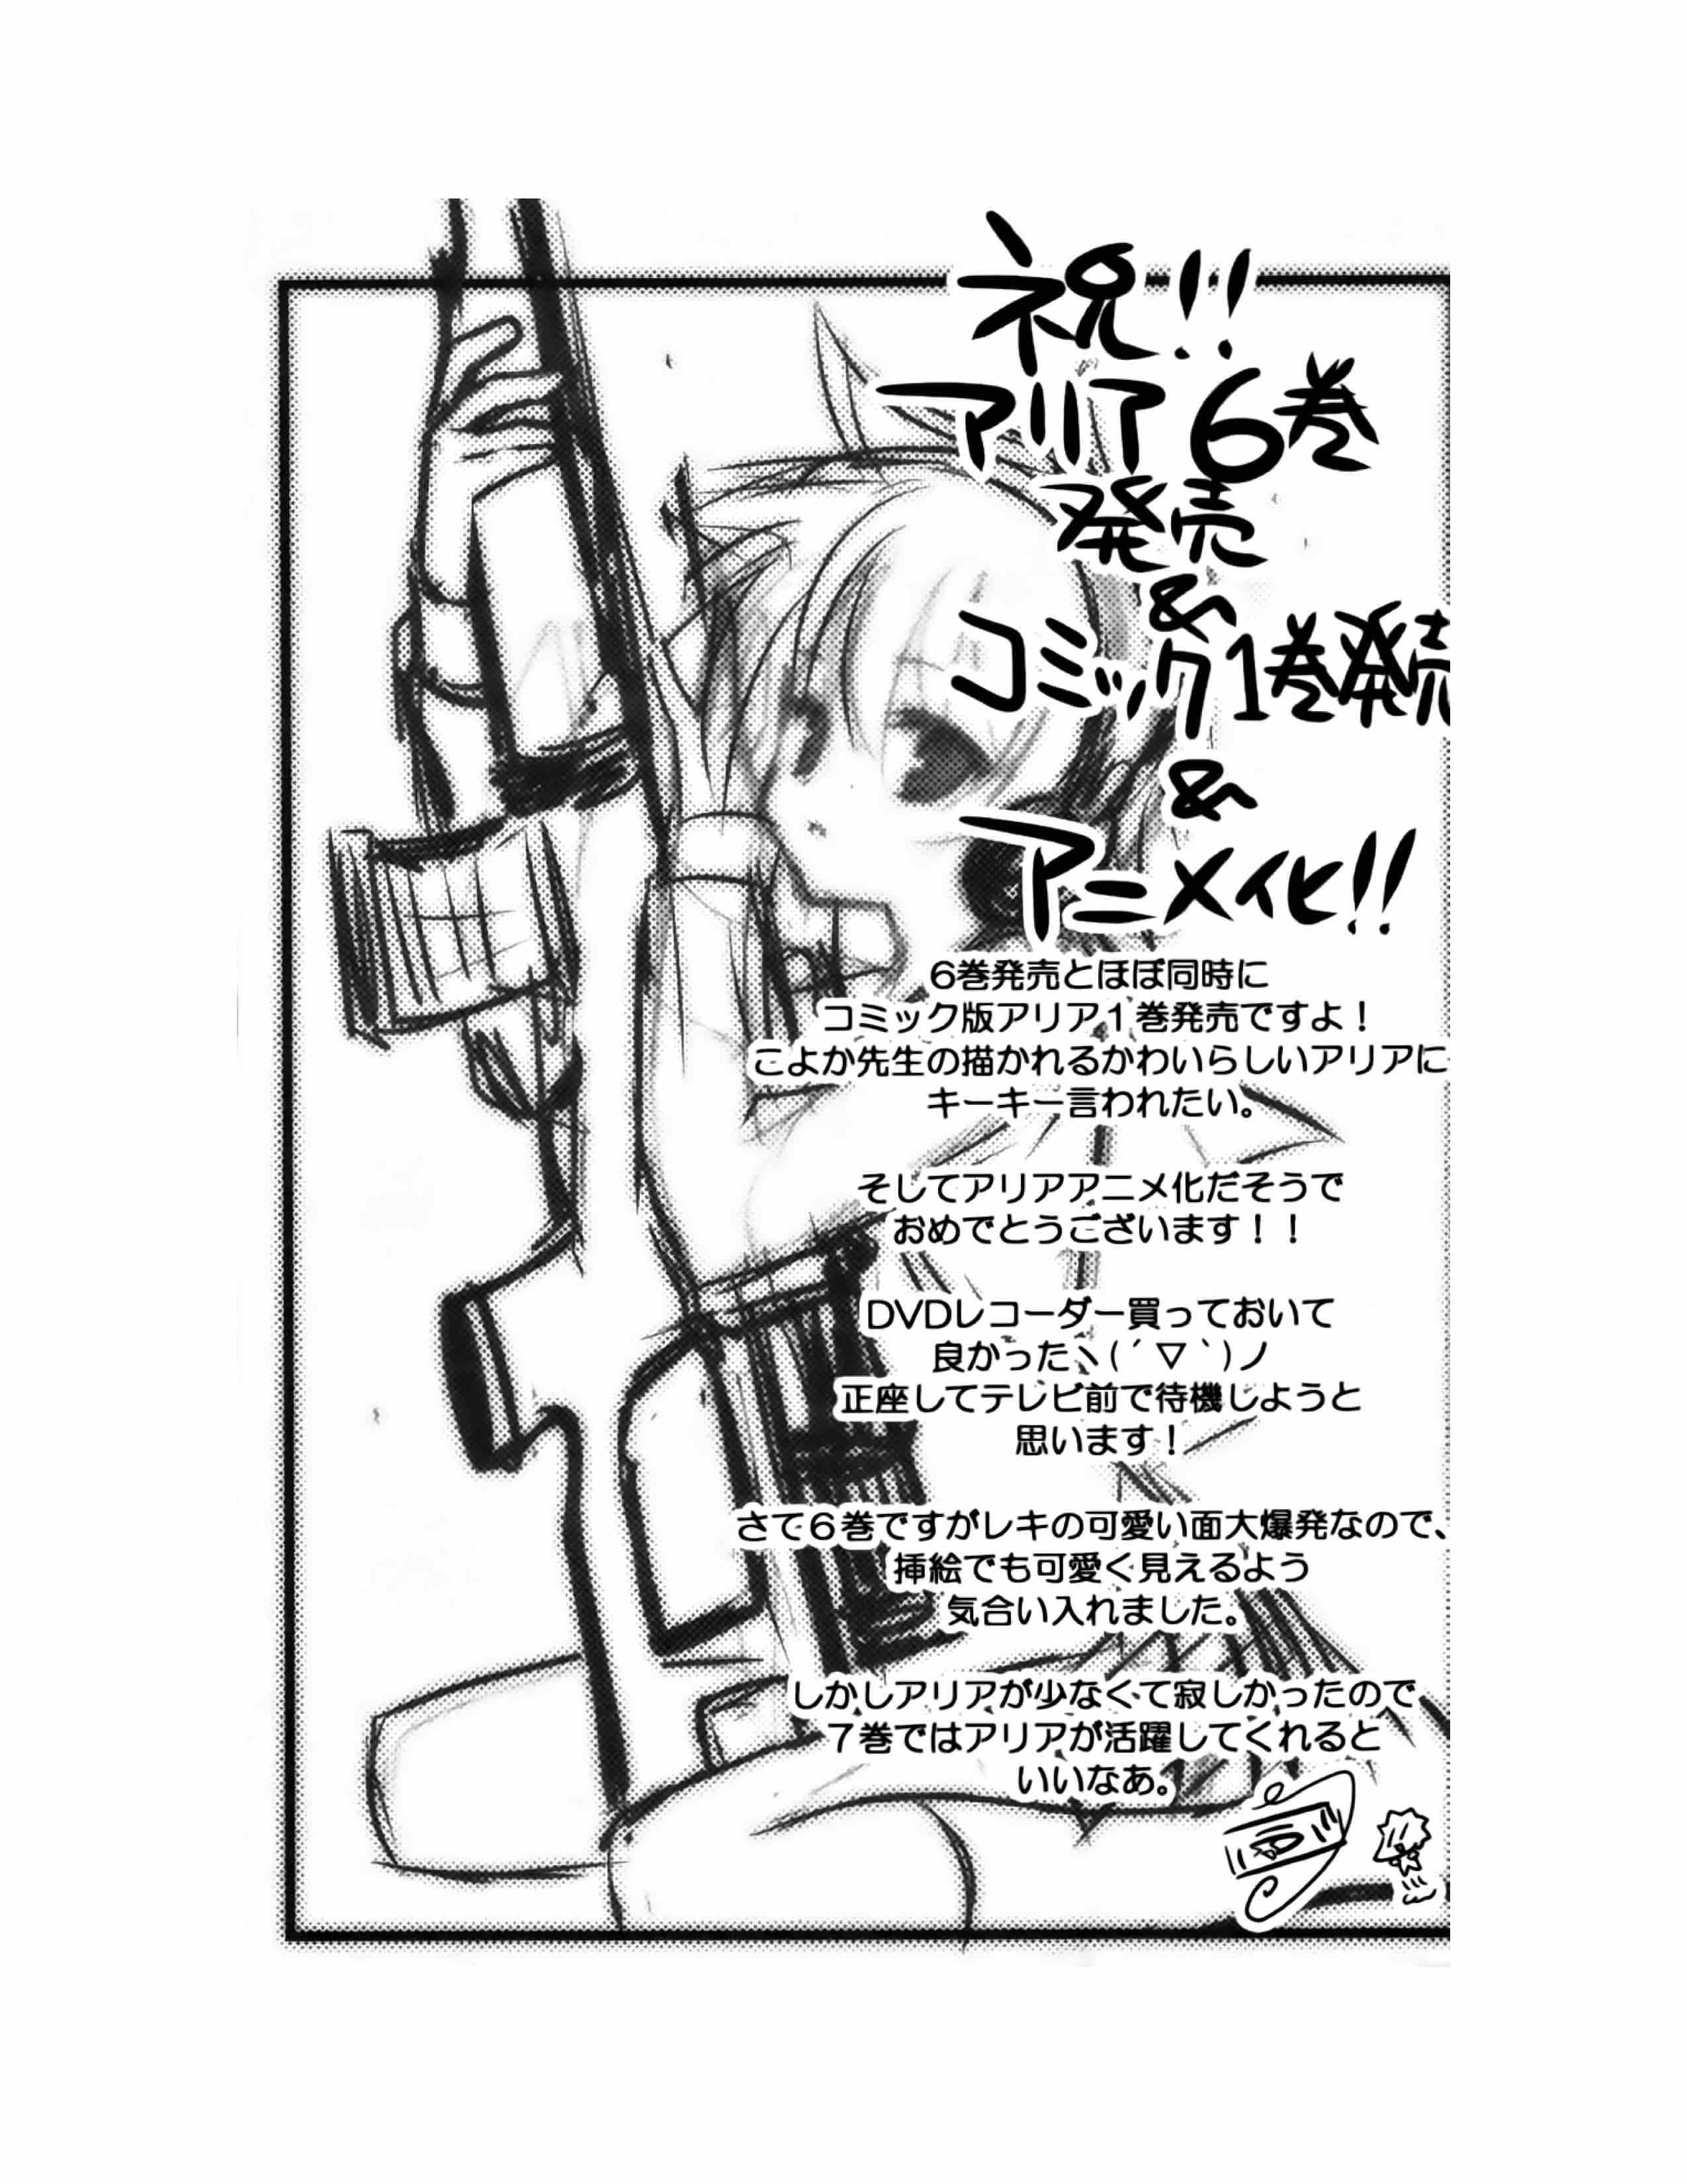 祝!!
アリア6巻
発売
&
コミック1巻発売
&
アニメイヒ!!
６巻発売とほぼ同時に
コミック版アリア１巻発売ですよ！
こよか先生の描かれるかわいらしいアリアに
キーキー言われたい。
そしてアリアアニメ化だそうで
おめでとうございます！！
DVDレコーダー買っておいて
良かったヽ(´▽｀)ノ
正座してテレビ前で待機しようと
思います！
さて６巻ですがレキの可愛い面大爆発なので、
挿絵でも可愛く見えるよう
気合い入れました。
しかしアリアが少なくて寂しかったので
７巻ではアリアが活躍してくれると
いいなあ。